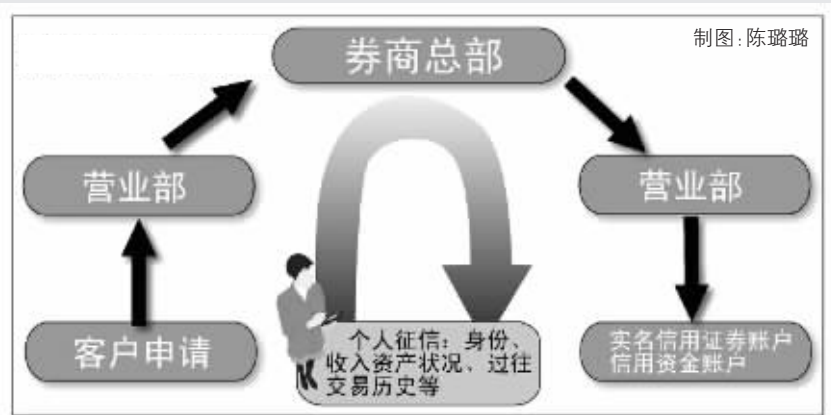 制图:陈璐璐
券商总部
营业部
营业部
客户申请
个人征信：身份、
收入资产状况、过往
交易历史等
实名信用证券账户
信用资金账户